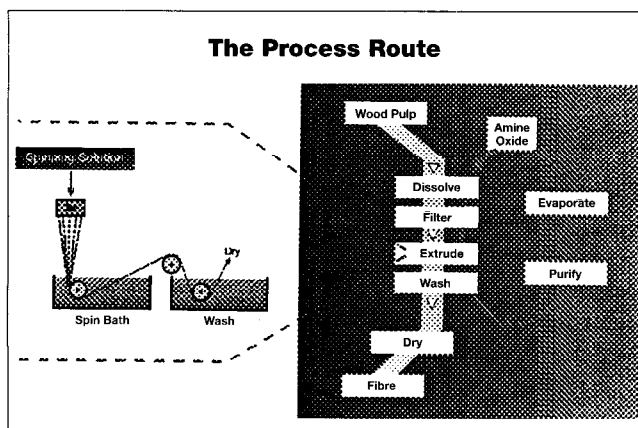 The Process Route
Spinning Solution
Dry
Spin Bath
Wash
Wood Pulp
Amine
Oxide
Dissolve
Filter
Evaporate
Extrude
Wash
Purify
Dry
Fibre